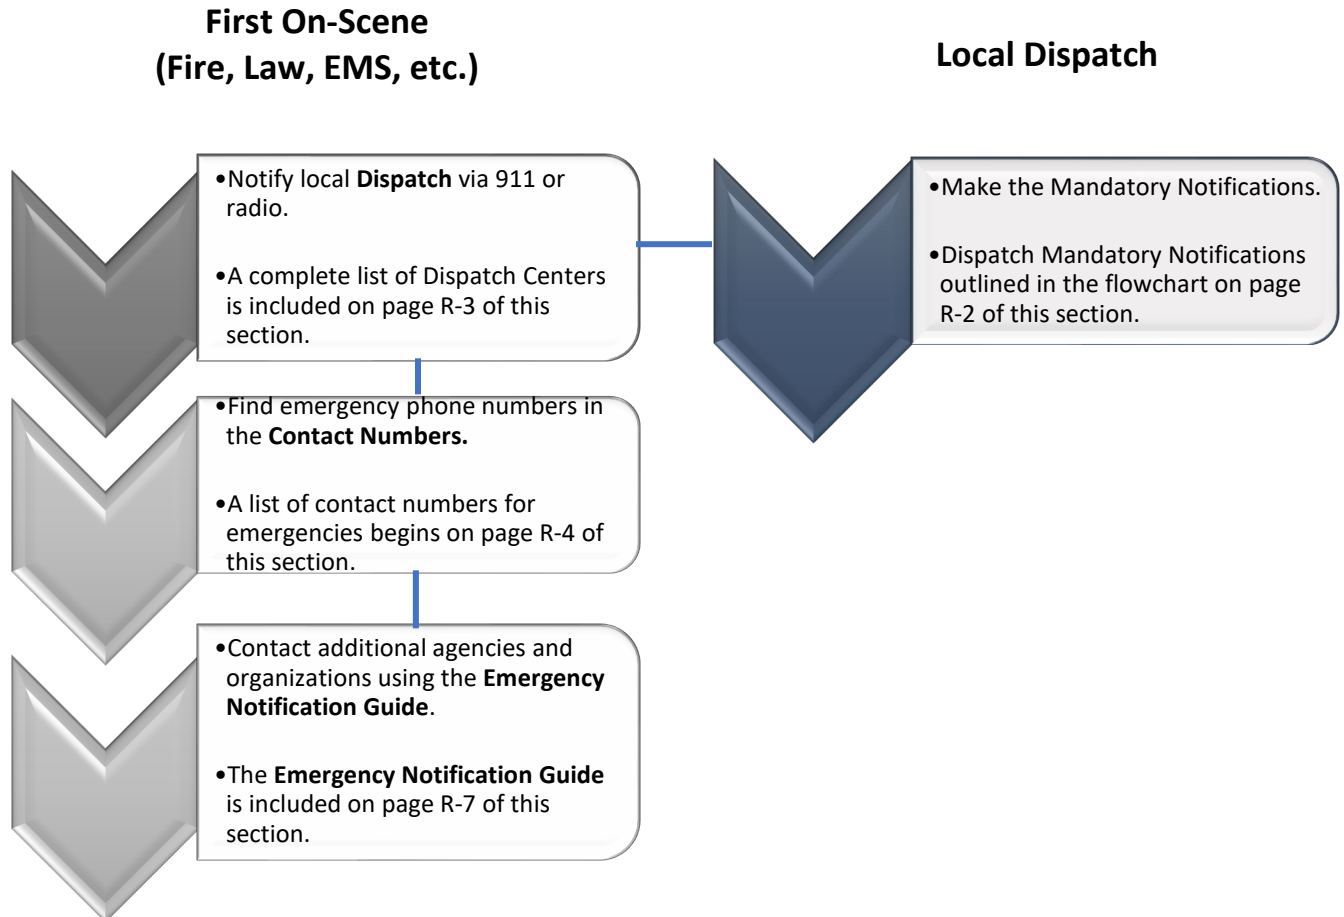 First On-Scene
(Fire, Law, EMS, etc.)
Local Dispatch
•Notify local Dispatch via 911 or
radio.
•A complete list of Dispatch Centers
is included on page R-3 of this
section.
•Make the Mandatory Notifications.
•Dispatch Mandatory Notifications
outlined in the flowchart on page
R-2 of this section.
•Find emergency phone numbers in
the Contact Numbers.
•A list of contact numbers for
emergencies begins on page R-4 of
this section.
•Contact additional agencies and
organizations using the Emergency
Notification Guide.
•The Emergency Notification Guide
is included on page R-7 of this
section.